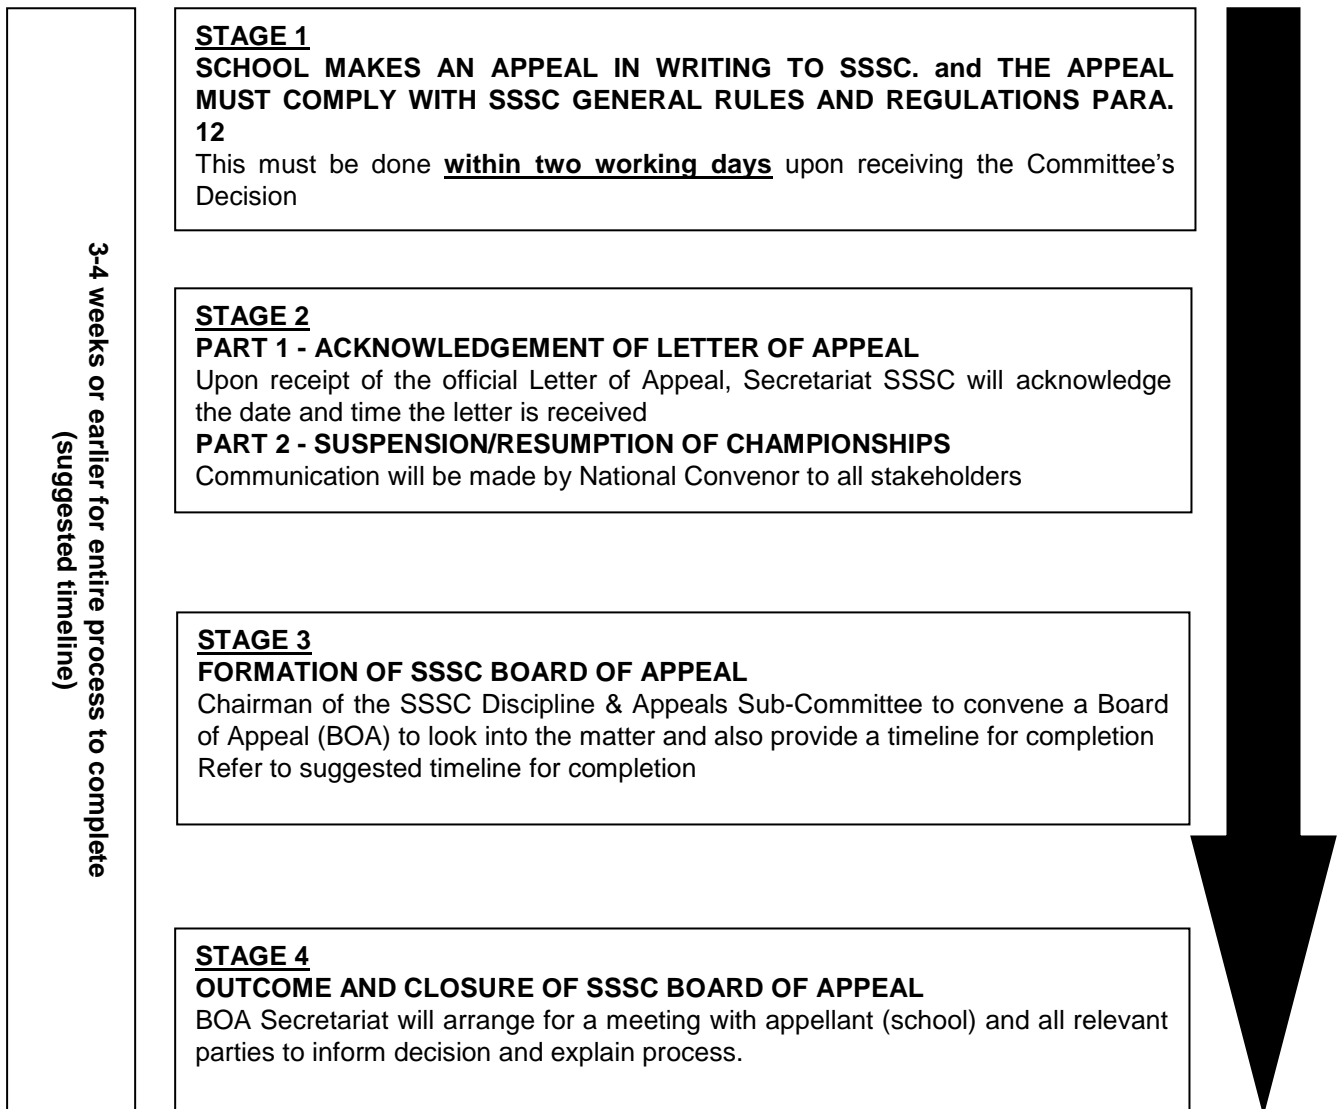 3-4 weeks or earlier for entire process to complete
(suggested timeline)
STAGE 1
SCHOOL MAKES AN APPEAL IN WRITING TO SSSC. and THE APPEAL
MUST COMPLY WITH SSSC GENERAL RULES AND REGULATIONS PARA.
12
This must be done within two working days upon receiving the Committee’s
Decision
STAGE 2
PART 1 - ACKNOWLEDGEMENT OF LETTER OF APPEAL
Upon receipt of the official Letter of Appeal, Secretariat SSSC will acknowledge
the date and time the letter is received
PART 2 - SUSPENSION/RESUMPTION OF CHAMPIONSHIPS
Communication will be made by National Convenor to all stakeholders
STAGE 3
FORMATION OF SSSC BOARD OF APPEAL
Chairman of the SSSC Discipline & Appeals Sub-Committee to convene a Board
of Appeal (BOA) to look into the matter and also provide a timeline for completion
Refer to suggested timeline for completion
STAGE 4
OUTCOME AND CLOSURE OF SSSC BOARD OF APPEAL
BOA Secretariat will arrange for a meeting with appellant (school) and all relevant
parties to inform decision and explain process.